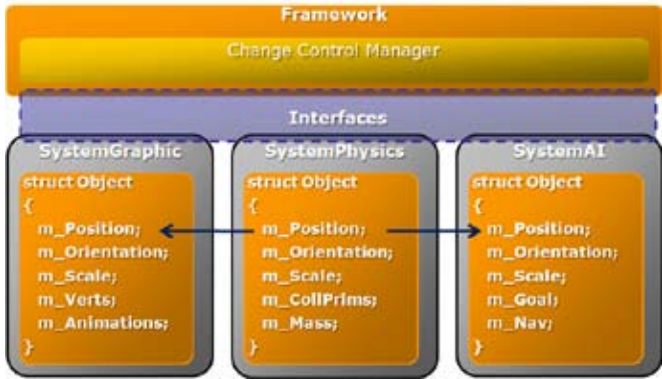 Framework
Change Control Manager
Interfaces
SystemGraphic
struct Object
{
m_Position;
m_Orientation;
m_Scale;
m_Verts;
m_Animations;
}
SystemPhysics
struct Object
{
m_Position;
m_Orientation;
m_Scale;
m_CollPrims;
m_Mass;
}
SystemAI
struct Object
{
m_Position;
m_Orientation;
m_Scale;
m_Goal;
m_Nav;
}